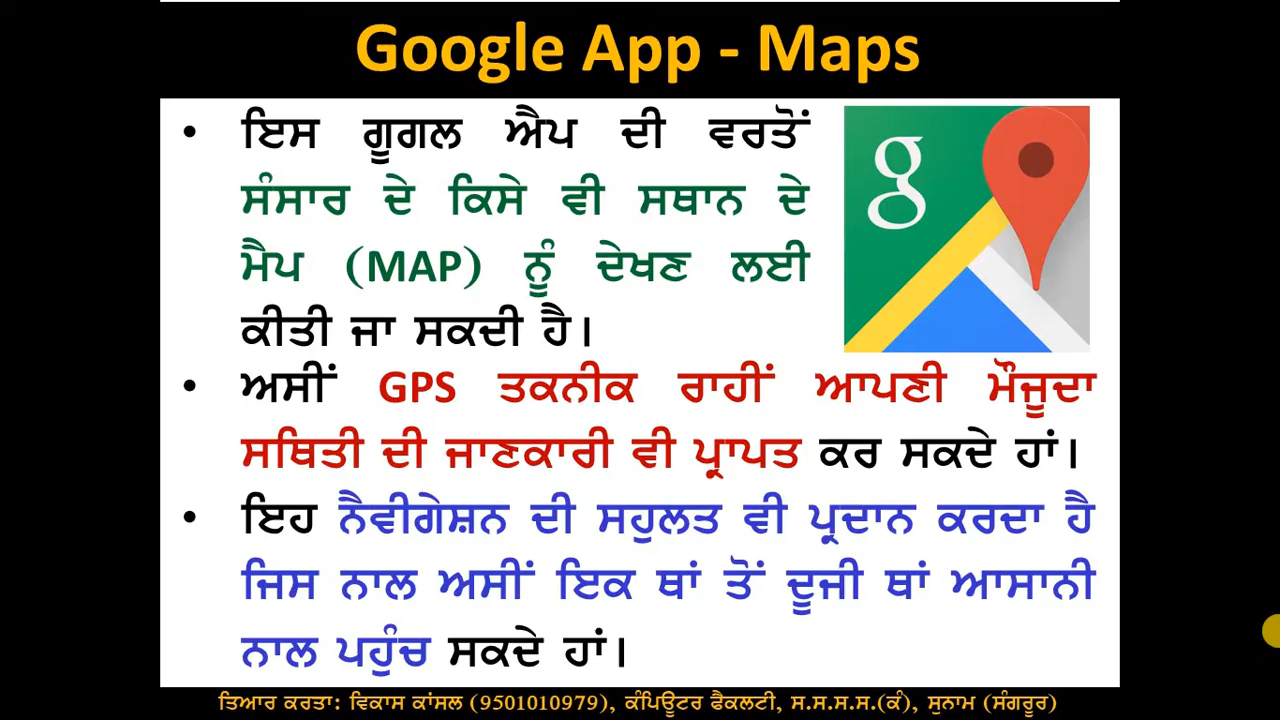 Google App - Maps
• ਇਸ ਗੂਗਲ ਐਪ ਦੀ ਵਰਤੋਂ
ਸੰਸਾਰ ਦੇ ਕਿਸੇ ਵੀ ਸਥਾਨ ਦੇ
ਮੈਪ (MAP) ਨੂੰ ਦੇਖਣ ਲਈ
ਕੀਤੀ ਜਾ ਸਕਦੀ ਹੈ।
g
• ਅਸੀਂ GPS ਤਕਨੀਕ ਰਾਹੀਂ ਆਪਣੀ ਮੌਜੂਦਾ
ਸਥਿਤੀ ਦੀ ਜਾਣਕਾਰੀ ਵੀ ਪ੍ਰਾਪਤ ਕਰ ਸਕਦੇ ਹਾਂ।
• ਇਹ ਨੈਵੀਗੇਸ਼ਨ ਦੀ ਸਹੁਲਤ ਵੀ ਪ੍ਰਦਾਨ ਕਰਦਾ ਹੈ
ਜਿਸ ਨਾਲ ਅਸੀਂ ਇਕ ਥਾਂ ਤੋਂ ਦੂਜੀ ਥਾਂ ਆਸਾਨੀ
ਨਾਲ ਪਹੁੰਚ ਸਕਦੇ ਹਾਂ।
ਤਿਆਰ ਕਰਤਾ: ਵਿਕਾਸ ਕਾਂਸਲ (9501010979), ਕੰਪਿਊਟਰ ਫੈਕਲਟੀ, ਸ.ਸ.ਸ.ਸ.(ਕੰ), ਸੁਨਾਮ (ਸੰਗਰੂਰ)